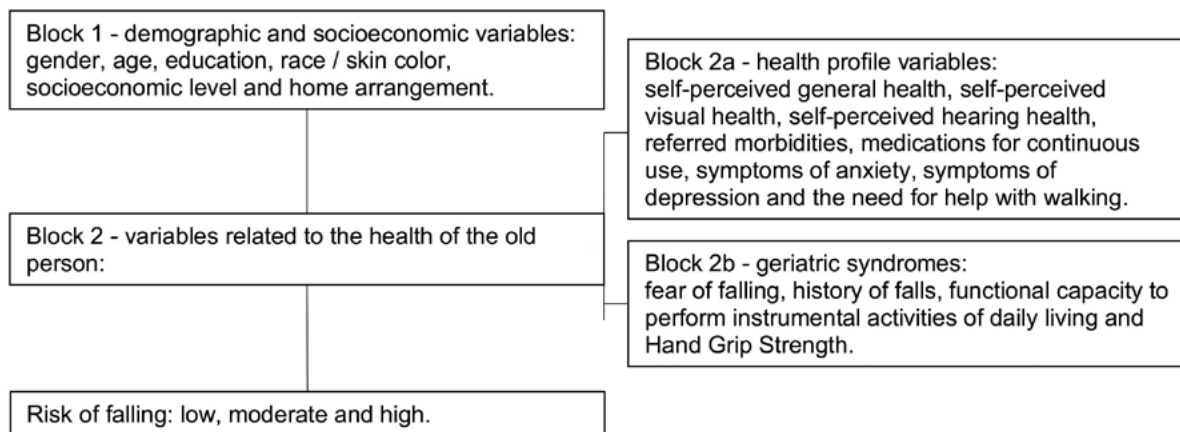 Block 1 - demographic and socioeconomic variables:
gender, age, education, race / skin color,
socioeconomic level and home arrangement.
Block 2a - health profile variables:
self-perceived general health, self-perceived
visual health, self-perceived hearing health,
referred morbidities, medications for continuous
use, symptoms of anxiety, symptoms of
depression and the need for help with walking.
Block 2 - variables related to the health of the old
person:
Block 2b - geriatric syndromes:
fear of falling, history of falls, functional capacity to
perform instrumental activities of daily living and
Hand Grip Strength.
Risk of falling: low, moderate and high.